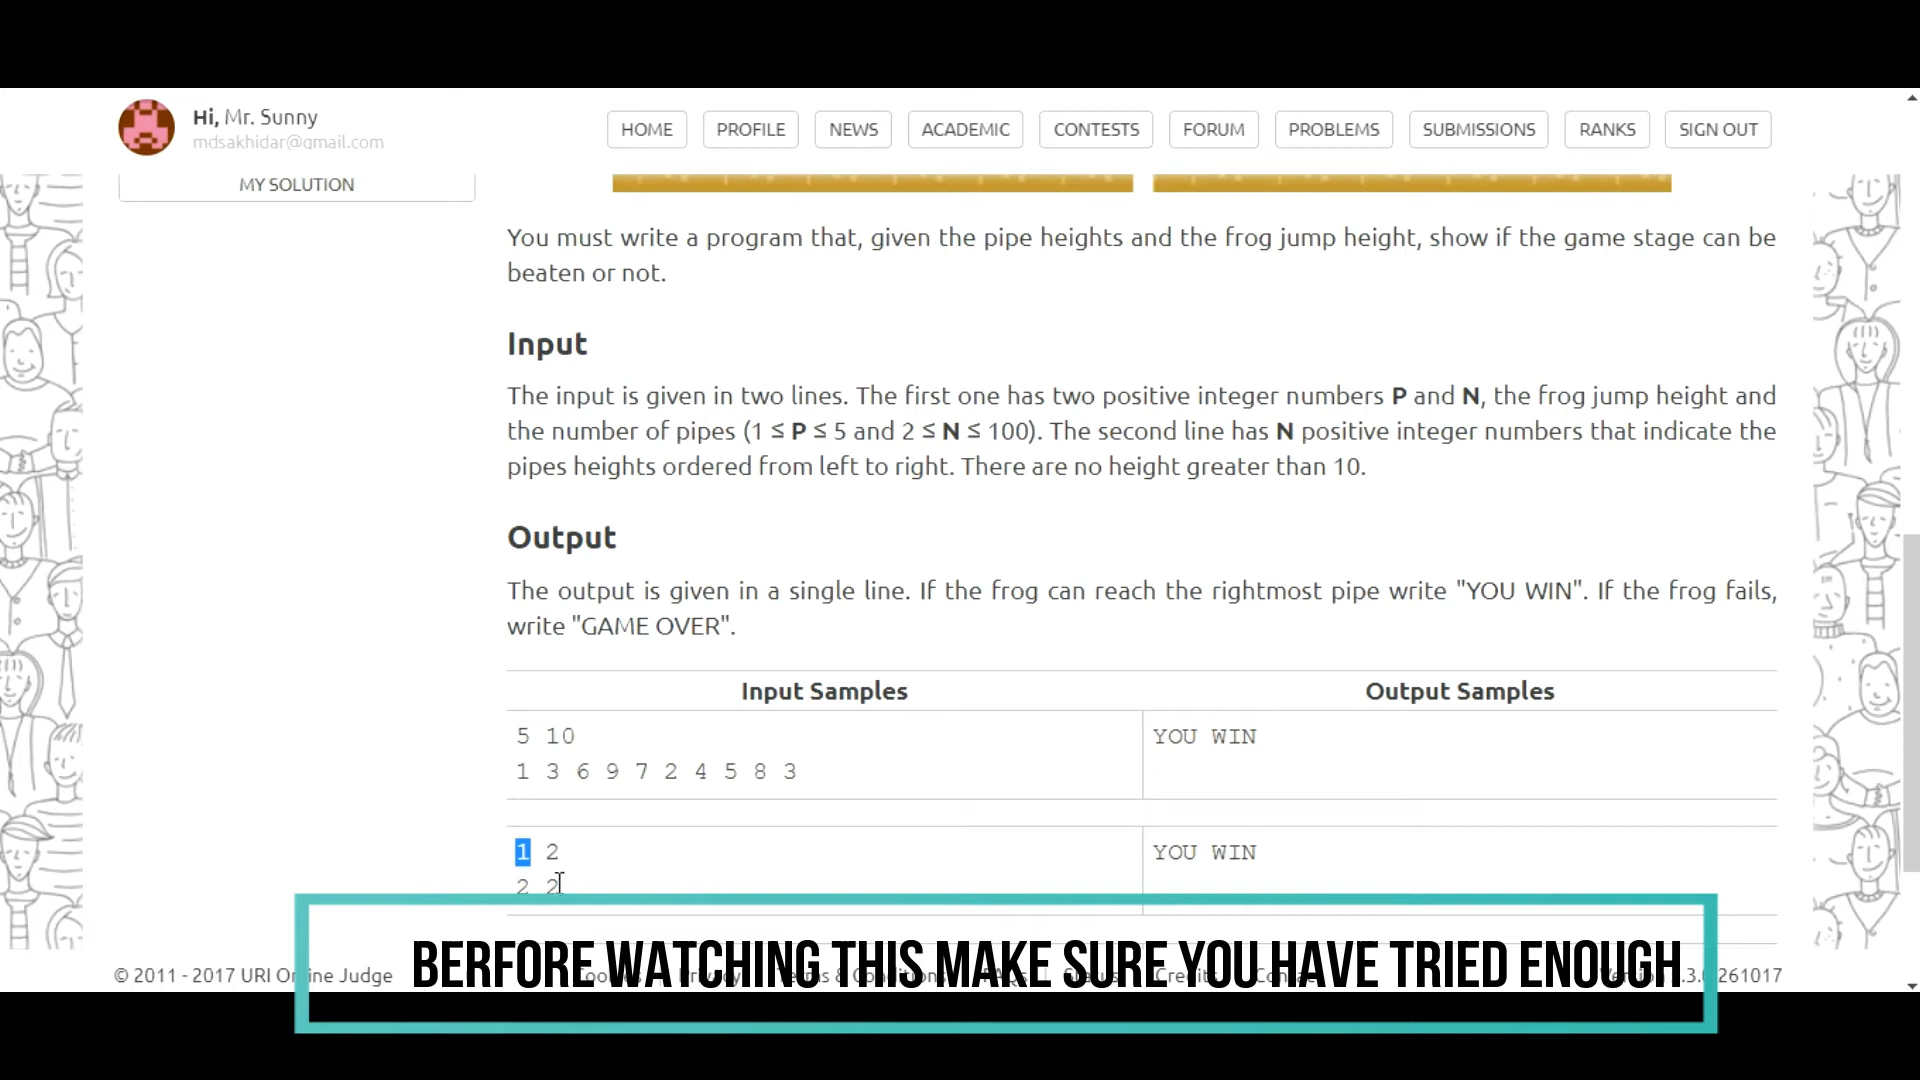 Hi, Mr. Sunny
mdsakhidar@gmail.com
HOME PROFILE NEWS ACADEMIC CONTESTS FORUM PROBLEMS SUBMISSIONS RANKS SIGN OUT
MY SOLUTION
You must write a program that, given the pipe heights and the frog jump height, show if the game stage can be
beaten or not.
Input
The input is given in two lines. The first one has two positive integer numbers P and N, the frog jump height and
the number of pipes (1 ≤ P ≤ 5 and 2 ≤ N ≤ 100). The second line has N positive integer numbers that indicate the
pipes heights ordered from left to right. There are no height greater than 10.
Output
The output is given in a single line. If the frog can reach the rightmost pipe write "YOU WIN". If the frog fails,
write "GAME OVER".
Input Samples Output Samples
5 10 YOU WIN
1 3 6 9 7 2 4 5 8 3
1 2 YOU WIN
2 2
BERFORE WATCHING THIS MAKE SURE YOU HAVE TRIED ENOUGH
© 2011 - 2017 URI Online Judge Privacy Terms & Conditions FAQs Credits